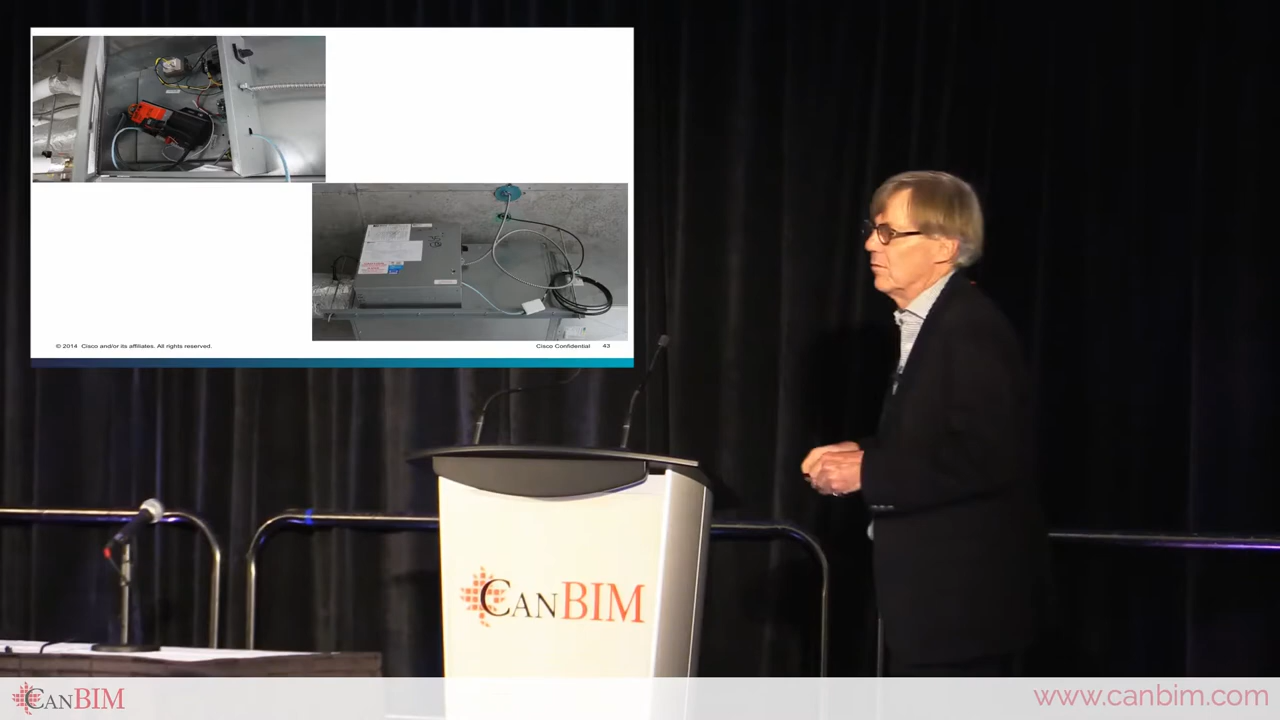 © 2014 Cisco and/or its affiliates. All rights reserved.
Cisco Confidential 43
CANBIM
CANBIM
www.canbim.com